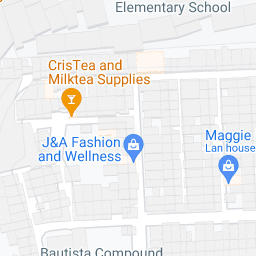 Elementary School
CrisTea and
Milktea Supplies
J&A Fashion
and Wellness
Maggie
Lan house
Bautista Compound